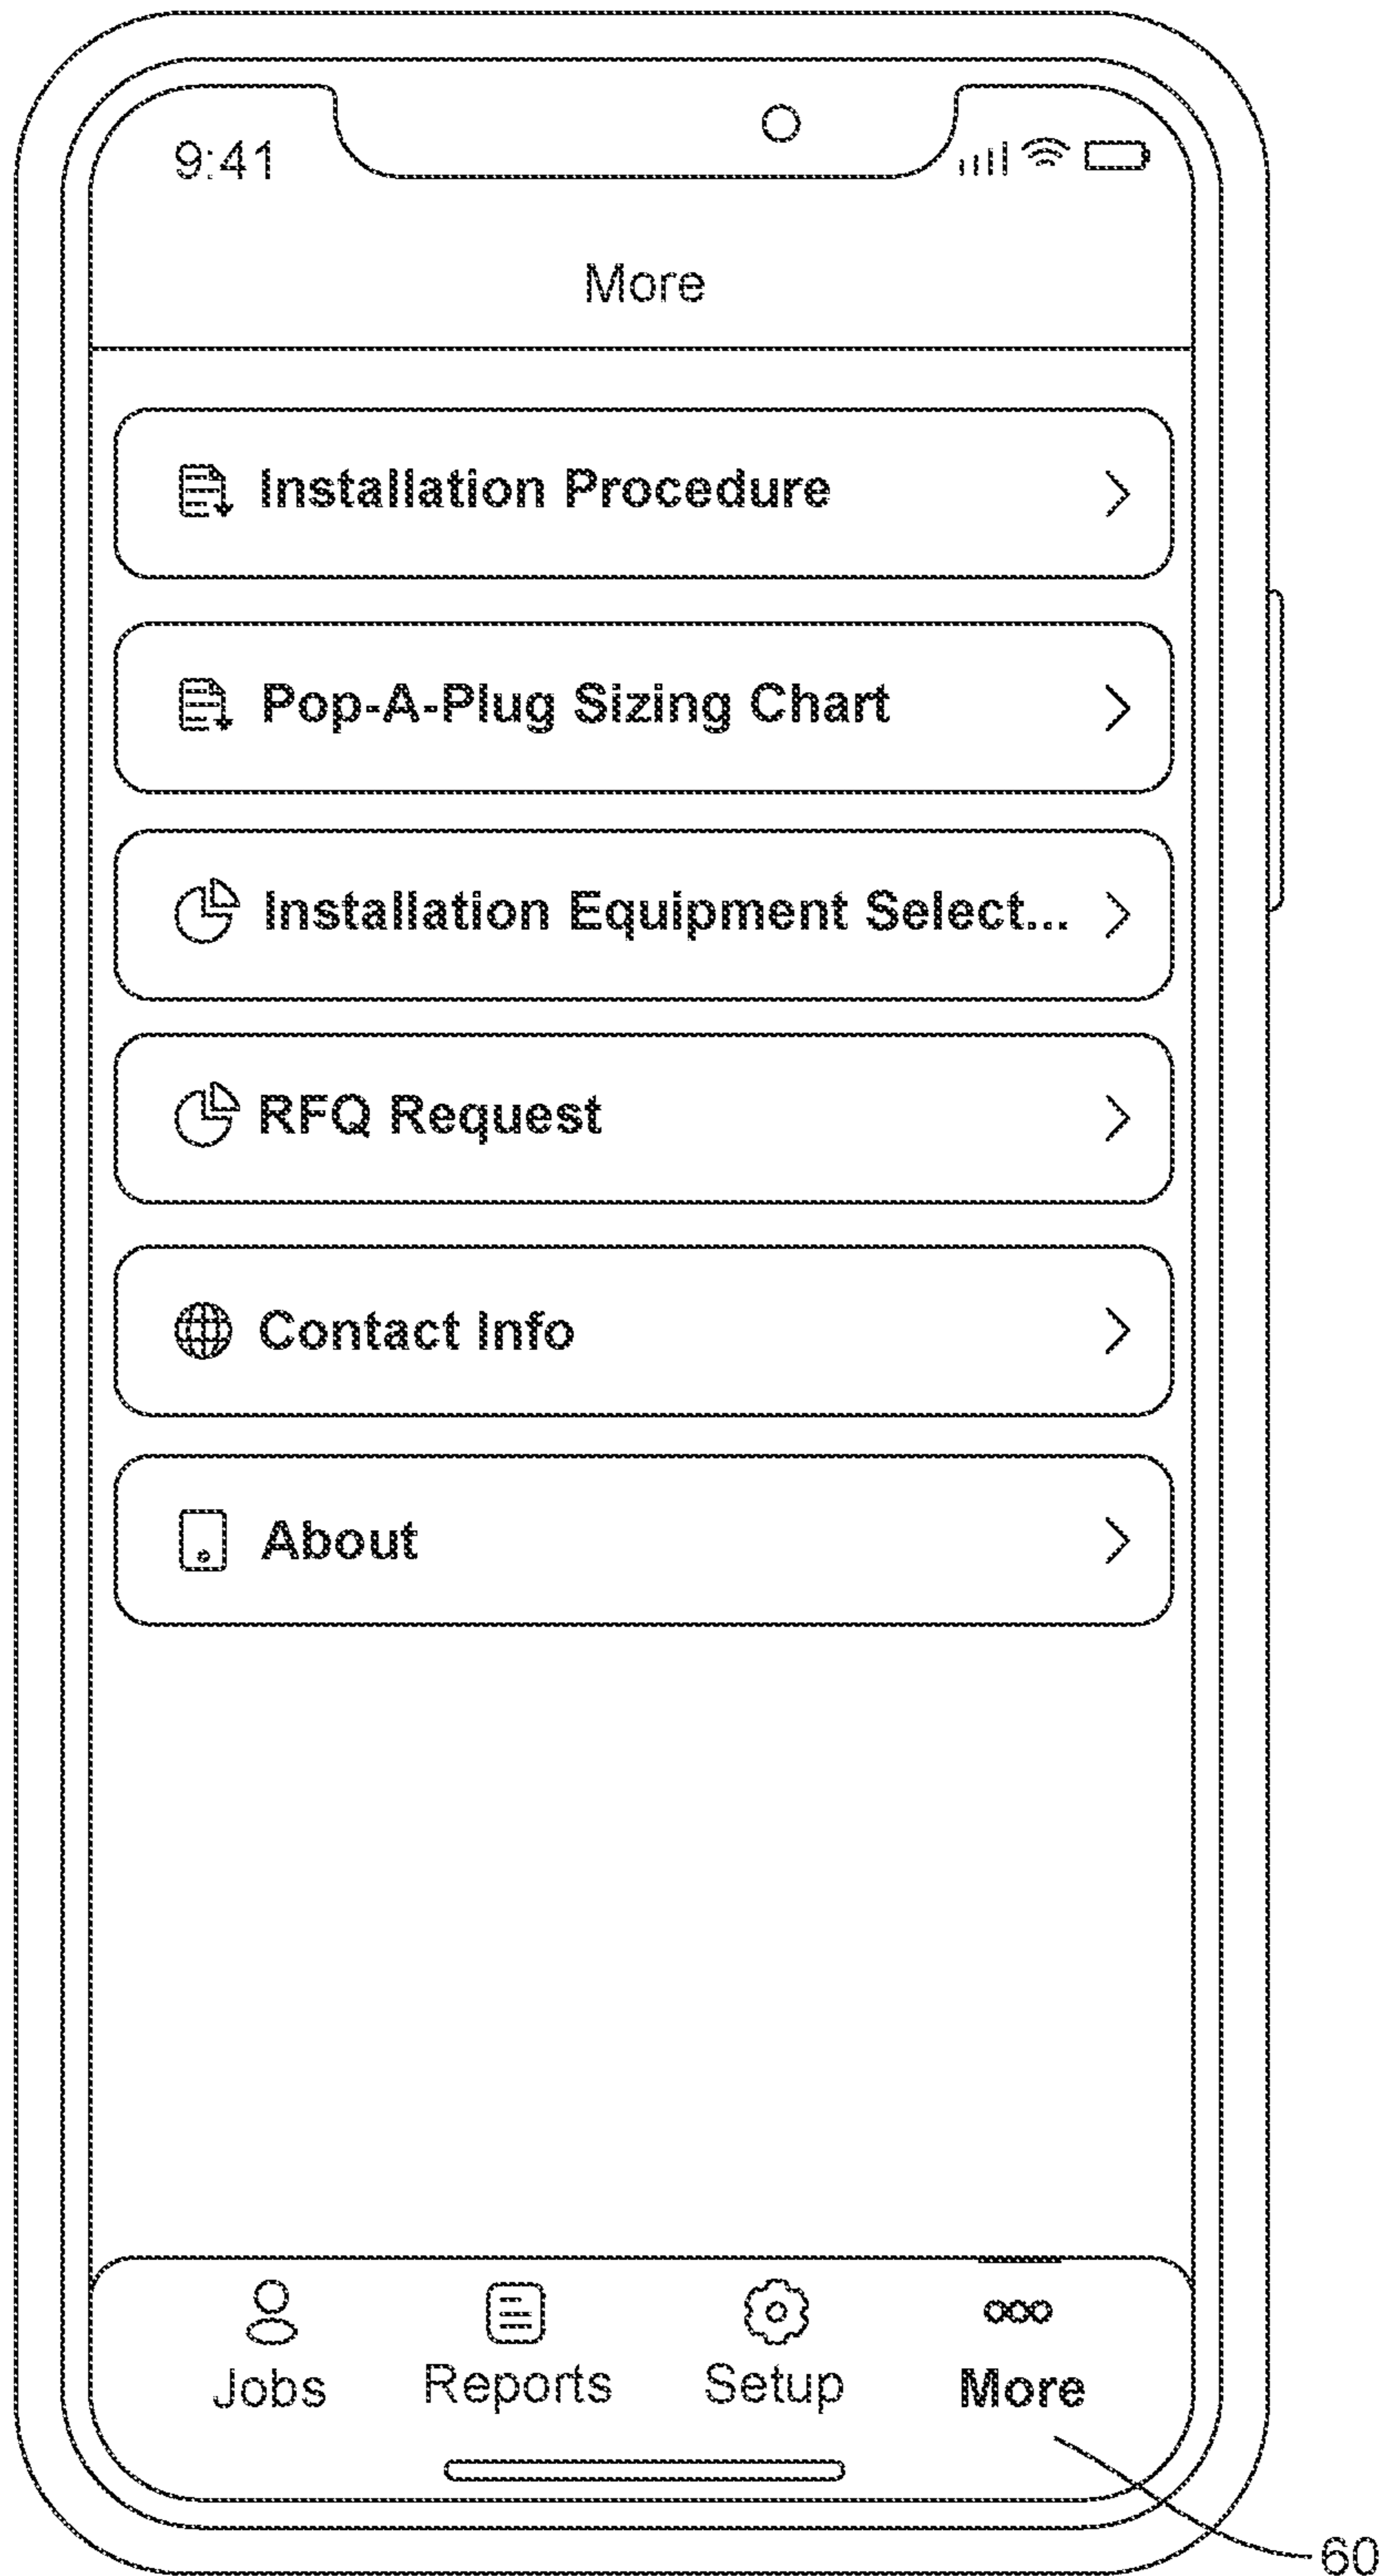 9:41
More
Installation Procedure
Pop-A-Plug Sizing Chart
Installation Equipment Select...
RFQ Request
Contact Info
About
Jobs Reports Setup More
60